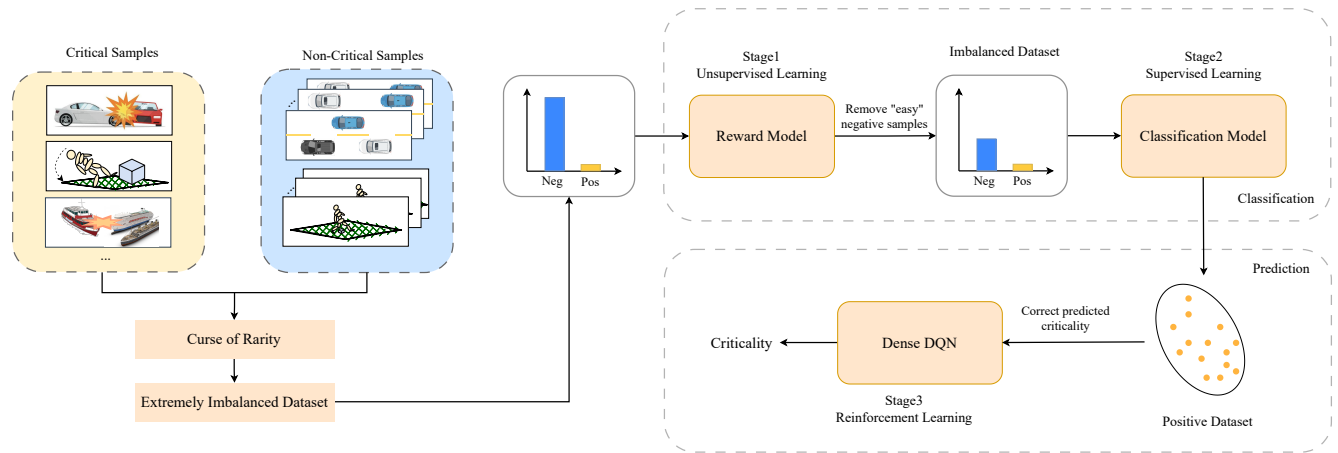 Critical Samples
...
Non-Critical Samples
Curse of Rarity
Extremely Imbalanced Dataset
Neg Pos
Stage1
Unsupervised Learning
Reward Model
Remove "easy"
negative samples
Imbalanced Dataset
Neg Pos
Stage2
Supervised Learning
Classification Model
Classification
Prediction
Positive Dataset
Correct predicted
criticality
Dense DQN
Stage3
Reinforcement Learning
Criticality